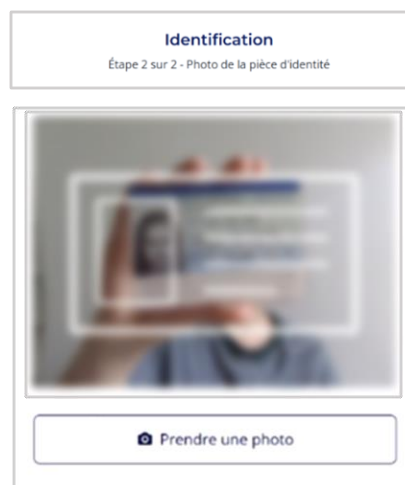 Identification
Étape 2 sur 2 - Photo de la pièce d'identité
Prendre une photo